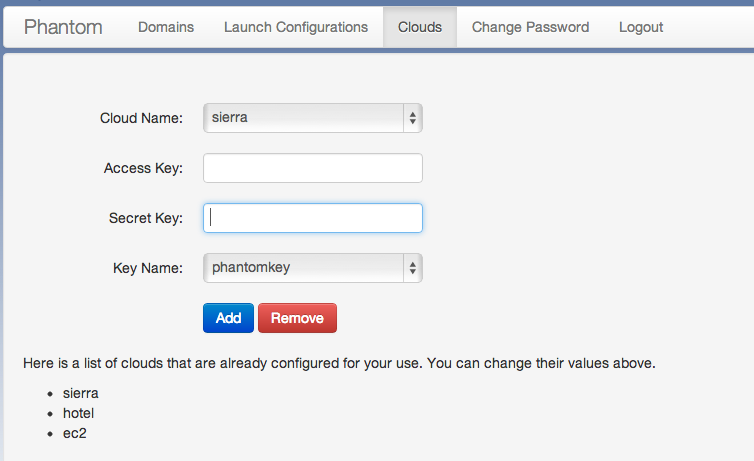 Phantom Domains Launch Configurations Clouds Change Password Logout
Cloud Name: sierra
Access Key:
Secret Key:
Key Name: phantomkey
Add Remove
Here is a list of clouds that are already configured for your use. You can change their values above.
• sierra
• hotel
• ec2